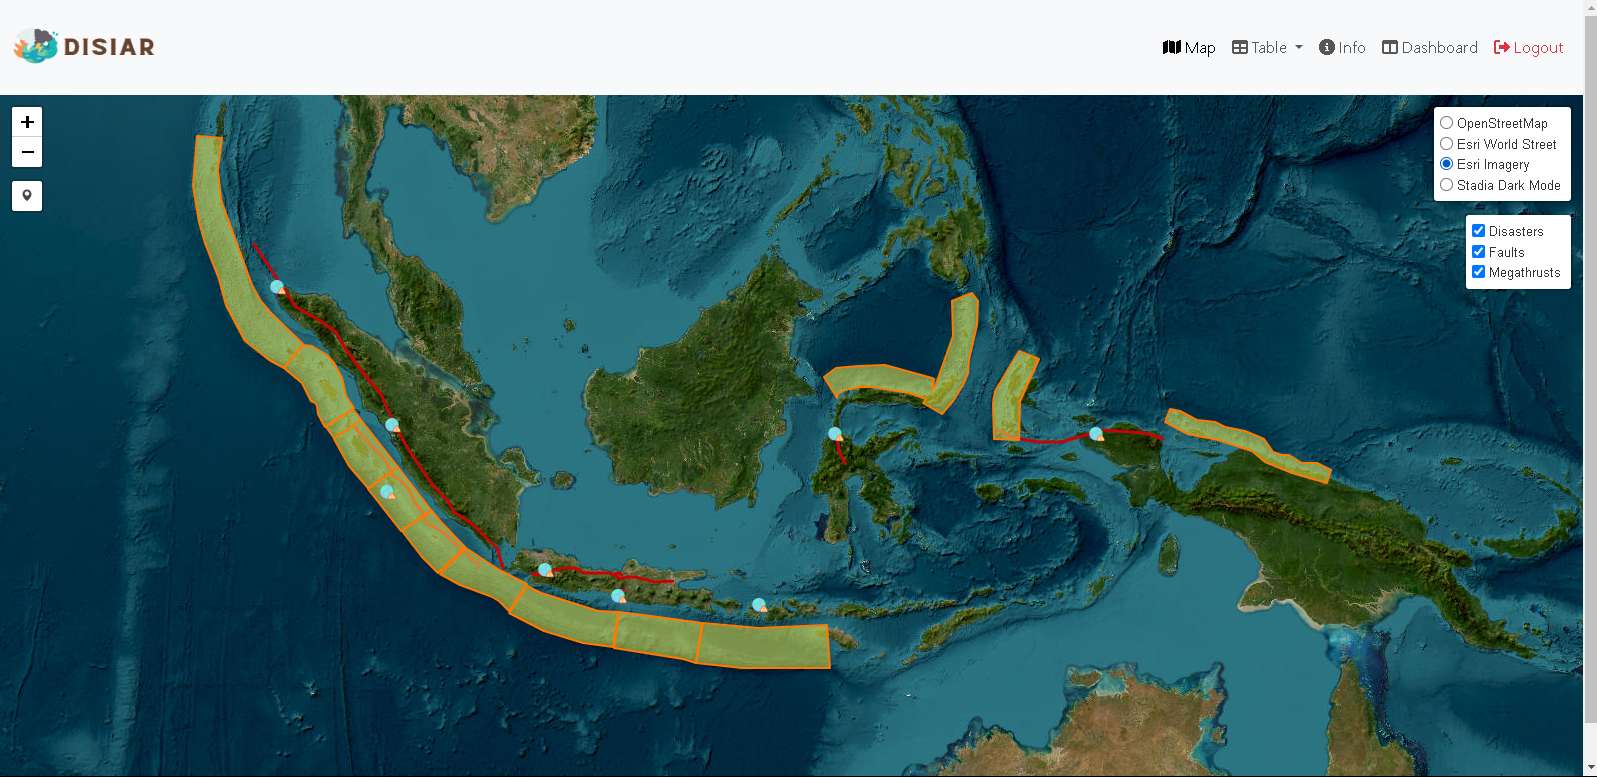 DISIAR
Map
Table
Info
Dashboard
Logout
+
−
OpenStreetMap
Esri World Street
Esri Imagery
Stadia Dark Mode
Disasters
Faults
Megathrusts